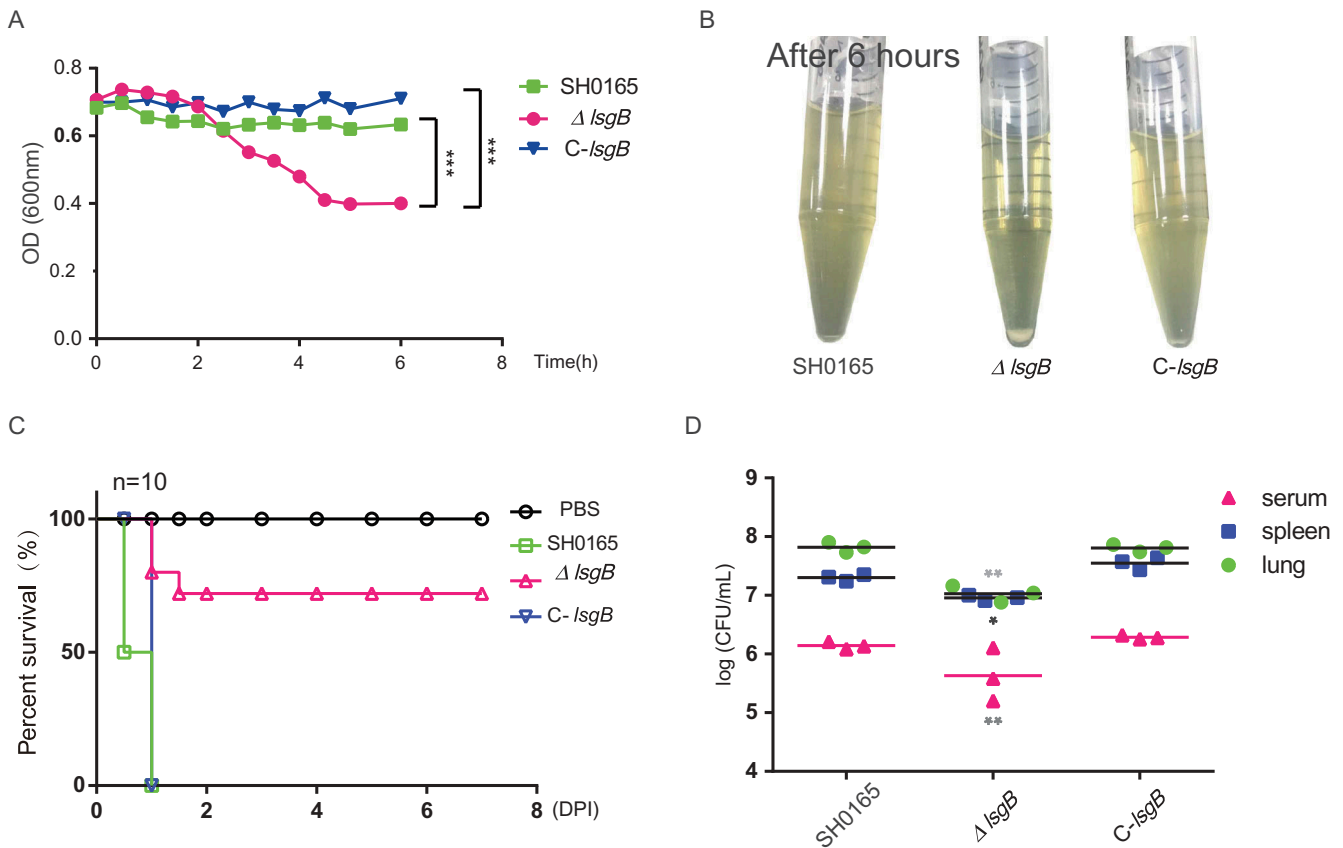 A
0.8
0.6
0.4
0.2
0.0
OD (600nm)
0
2
4
6
8
Time(h)
SH0165
Δ lsgB
C-lsgB
***
***
B
After 6 hours
SH0165
Δ lsgB
C-lsgB
C
n=10
100
50
0
Percent survival (%)
0
2
4
6
8
(DPI)
PBS
SH0165
Δ lsgB
C- lsgB
D
9
8
7
6
5
4
log (CFU/mL)
**
*
**
SH0165
Δ lsgB
C-lsgB
serum
spleen
lung